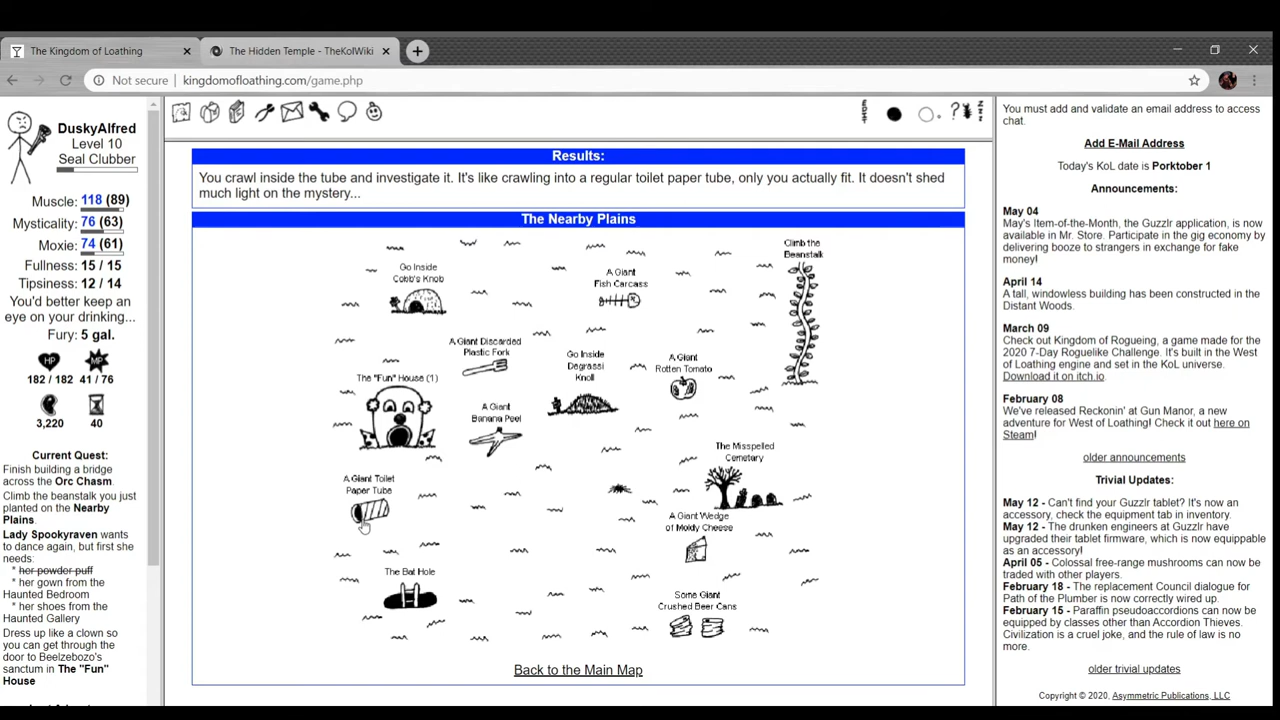 The Kingdom of Loathing
The Hidden Temple - TheKolWiki
Not secure
kingdomofloathing.com/game.php
DuskyAlfred
Level 10
Seal Clubber
Muscle: 118 (89)
Mysticality: 76 (63)
Moxie: 74 (61)
Fullness: 15 / 15
Tipsiness: 12 / 14
You'd better keep an
eye on your drinking...
Fury: 5 gal.
HP MP
182 / 182 41 / 76
3,220 40
Current Quest:
Finish building a bridge
across the Orc Chasm.
Climb the beanstalk you just
planted on the Nearby
Plains.
Lady Spookyraven wants
to dance again, but first she
needs:
* her powder puff
* her gown from the
Haunted Bedroom
* her shoes from the
Haunted Gallery
Dress up like a clown so
you can get through the
door to Beelzebozo's
sanctum in The "Fun"
House
Results:
You crawl inside the tube and investigate it. It's like crawling into a regular toilet paper tube, only you actually fit. It doesn't shed
much light on the mystery...
The Nearby Plains
Climb the
Beanstalk
Go Inside
Cobb's Knob
A Giant
Fish Carcass
A Giant Discarded
Plastic Fork
Go Inside
Degrassi
Knoll
A Giant
Rotten Tomato
The "Fun" House (1)
A Giant
Banana Peel
The Misspelled
Cemetery
A Giant Toilet
Paper Tube
A Giant Wedge
of Moldy Cheese
The Bat Hole
Some Giant
Crushed Beer Cans
Back to the Main Map
You must add and validate an email address to access
chat.
Add E-Mail Address
Today's KoL date is Porktober 1
Announcements:
May 04
May's Item-of-the-Month, the Guzzlr application, is now
available in Mr. Store. Participate in the gig economy by
delivering booze to strangers in exchange for fake
money!
April 14
A tall, windowless building has been constructed in the
Distant Woods.
March 09
Check out Kingdom of Rogueing, a game made for the
2020 7-Day Roguelike Challenge. It's built in the West
of Loathing engine and set in the KoL universe.
Download it on itch.io.
February 08
We've released Reckonin' at Gun Manor, a new
adventure for West of Loathing! Check it out here on
Steam!
older announcements
Trivial Updates:
May 12 - Can't find your Guzzlr tablet? It's now an
accessory, check the equipment tab in inventory.
May 12 - The drunken engineers at Guzzlr have
upgraded their tablet firmware, which is now equippable
as an accessory!
April 05 - Colossal free-range mushrooms can now be
traded with other players.
February 18 - The replacement Council dialogue for
Path of the Plumber is now correctly wired up.
February 15 - Paraffin pseudoaccordions can now be
equipped by classes other than Accordion Thieves.
Civilization is a cruel joke, and the rule of law is no
more.
older trivial updates
Copyright © 2020, Asymmetric Publications, LLC